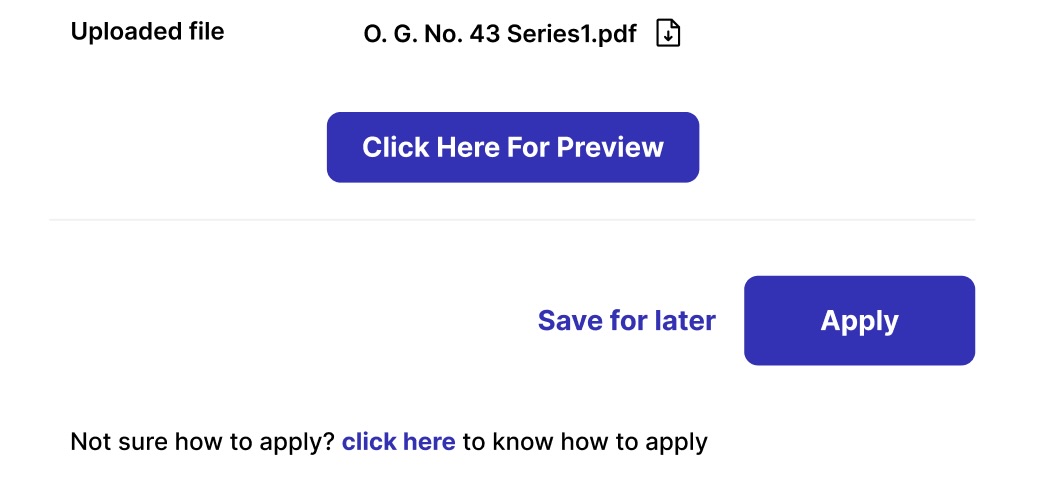 Uploaded file O. G. No. 43 Series1.pdf
Click Here For Preview
Save for later Apply
Not sure how to apply? click here to know how to apply